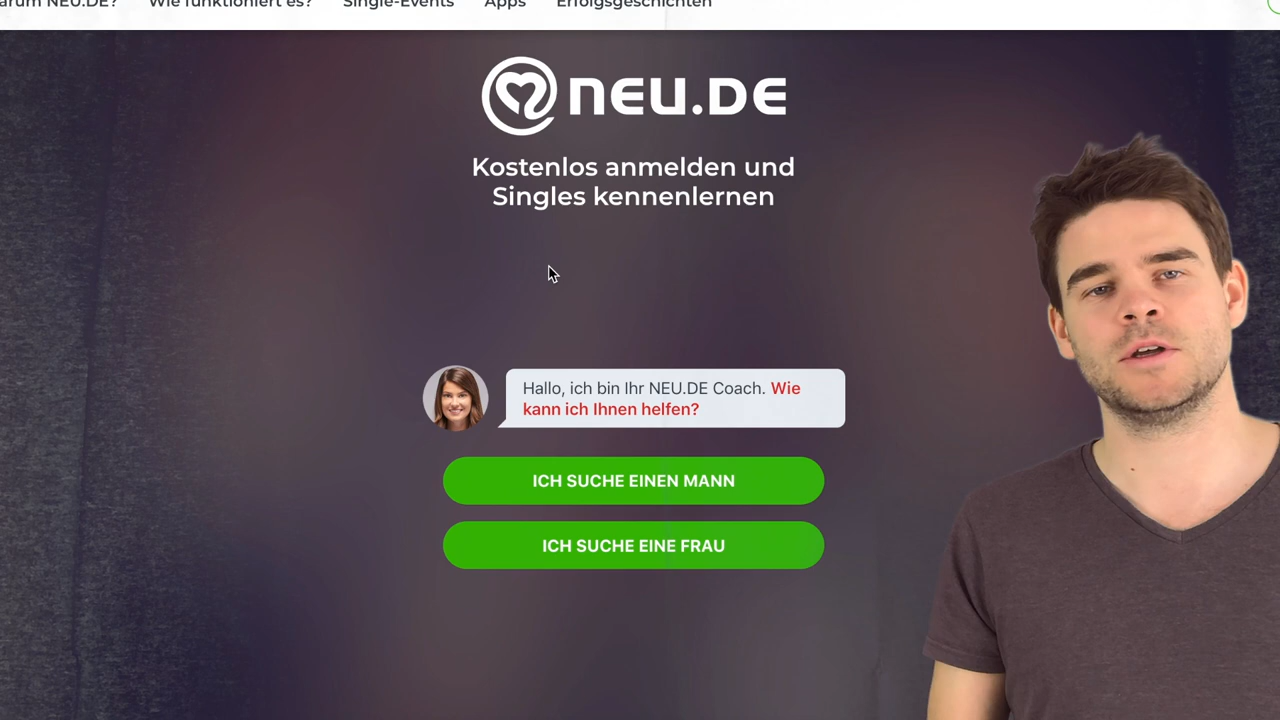 Wie funktioniert es? Single-Events Apps Erfolgsgeschichten
NEU.DE
Kostenlos anmelden und
Singles kennenlernen
Hallo, ich bin Ihr NEU.DE Coach. Wie
kann ich Ihnen helfen?
ICH SUCHE EINEN MANN
ICH SUCHE EINE FRAU